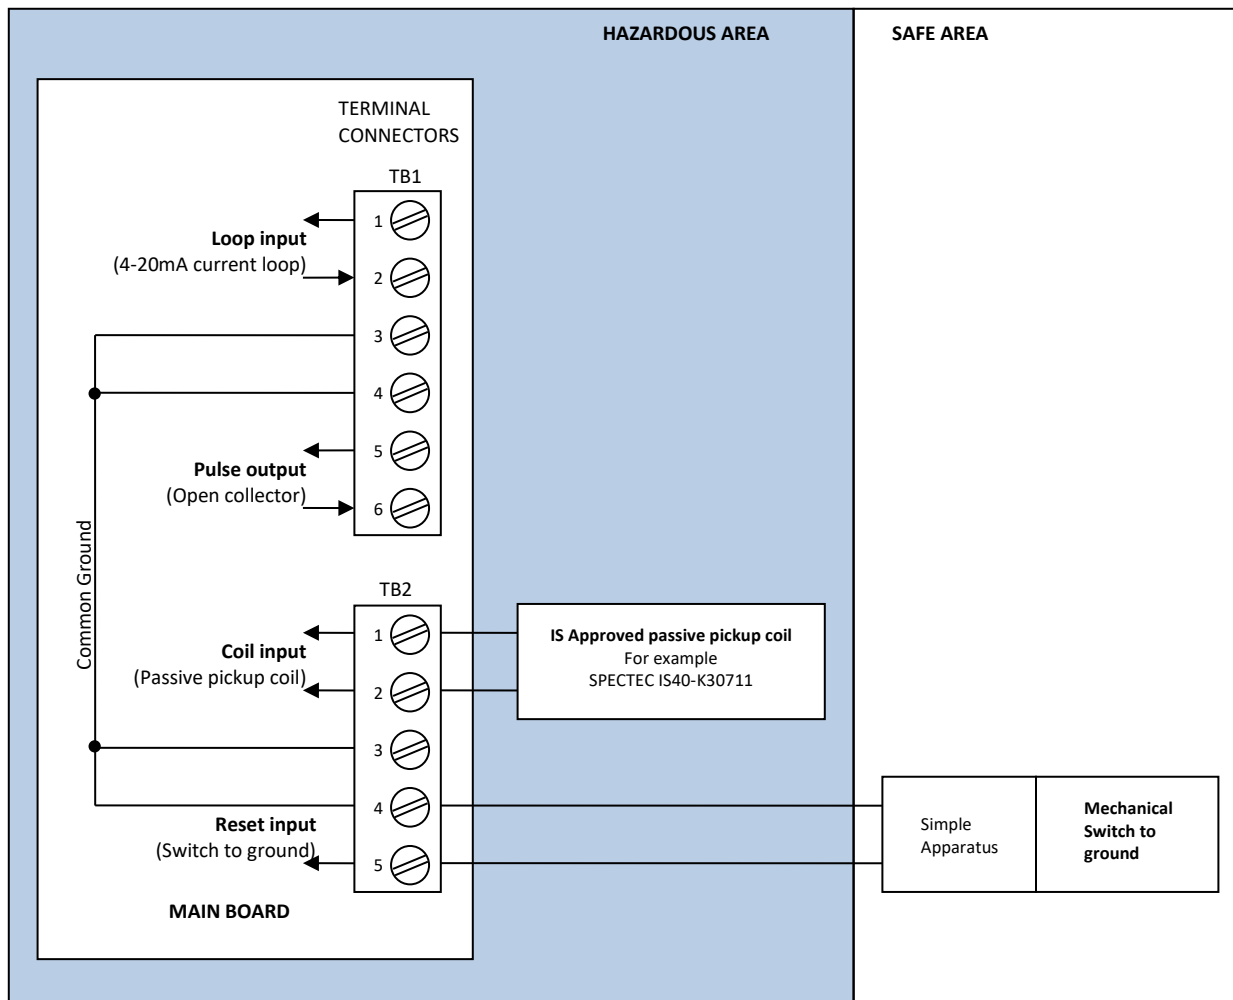 HAZARDOUS AREA
SAFE AREA
TERMINAL
CONNECTORS
TB1
1
Loop input
(4-20mA current loop)
2
3
4
5
Pulse output
(Open collector)
6
Common Ground
TB2
1
Coil input
(Passive pickup coil)
2
IS Approved passive pickup coil
For example
SPECTEC IS40-K30711
3
4
Reset input
(Switch to ground)
5
Simple
Apparatus
Mechanical
Switch to
ground
MAIN BOARD